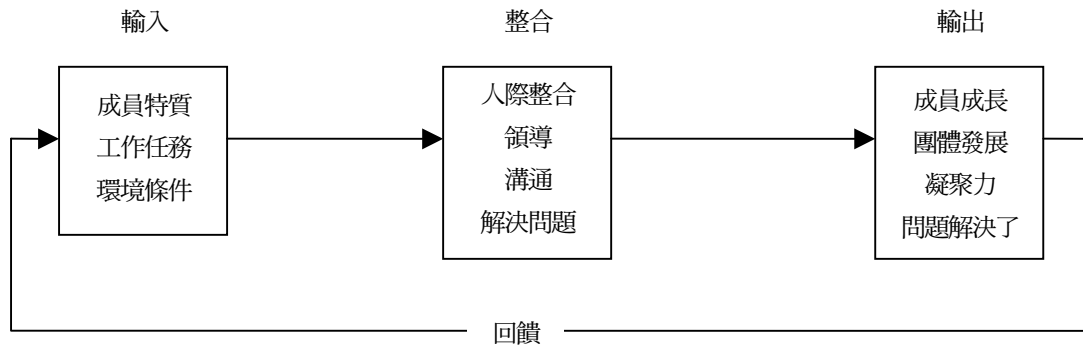 輸入
整合
輸出
成員特質
工作任務
環境條件
人際整合
領導
溝通
解決問題
成員成長
團體發展
凝聚力
問題解決了
回饋